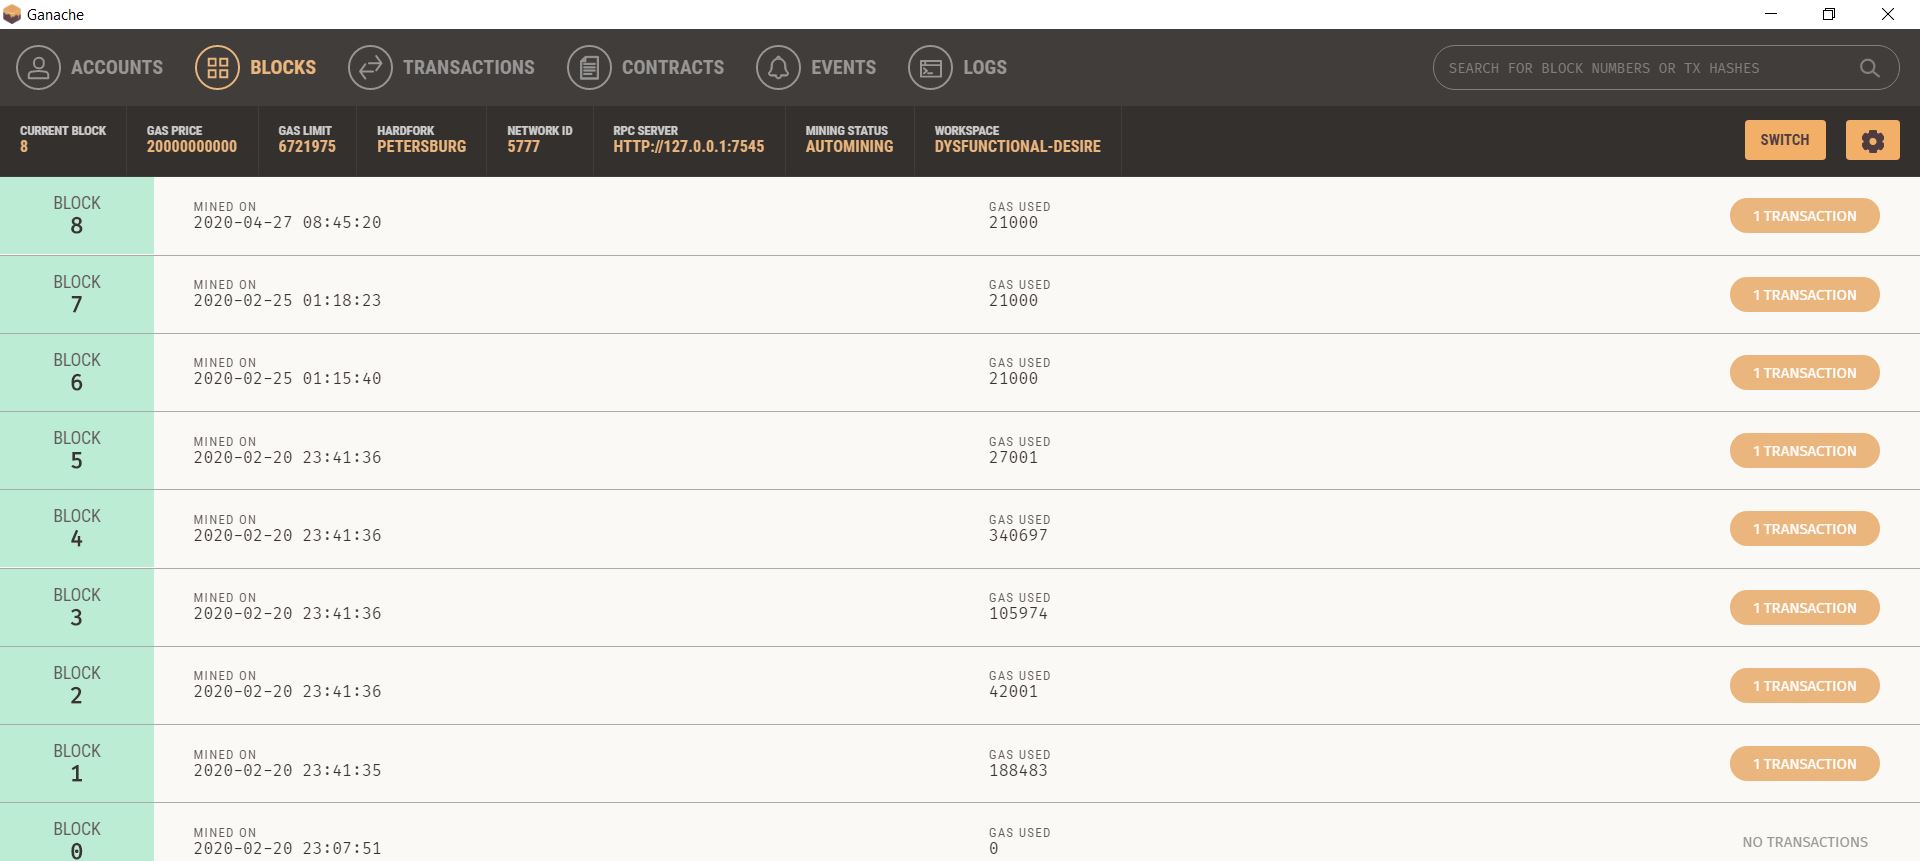 Ganache
ACCOUNTS BLOCKS TRANSACTIONS CONTRACTS EVENTS LOGS SEARCH FOR BLOCK NUMBERS OR TX HASHES
CURRENT BLOCK GAS PRICE GAS LIMIT HARDFORK NETWORK ID RPC SERVER MINING STATUS WORKSPACE
8 20000000000 6721975 PETERSBURG 5777 HTTP://127.0.0.1:7545 AUTOMINING DYSFUNCTIONAL-DESIRE
SWITCH
BLOCK MINED ON GAS USED
8 2020-04-27 08:45:20 21000 1 TRANSACTION
BLOCK MINED ON GAS USED
7 2020-02-25 01:18:23 21000 1 TRANSACTION
BLOCK MINED ON GAS USED
6 2020-02-25 01:15:40 21000 1 TRANSACTION
BLOCK MINED ON GAS USED
5 2020-02-20 23:41:36 27001 1 TRANSACTION
BLOCK MINED ON GAS USED
4 2020-02-20 23:41:36 340697 1 TRANSACTION
BLOCK MINED ON GAS USED
3 2020-02-20 23:41:36 105974 1 TRANSACTION
BLOCK MINED ON GAS USED
2 2020-02-20 23:41:36 42001 1 TRANSACTION
BLOCK MINED ON GAS USED
1 2020-02-20 23:41:35 188483 1 TRANSACTION
BLOCK MINED ON GAS USED
0 2020-02-20 23:07:51 0 NO TRANSACTIONS